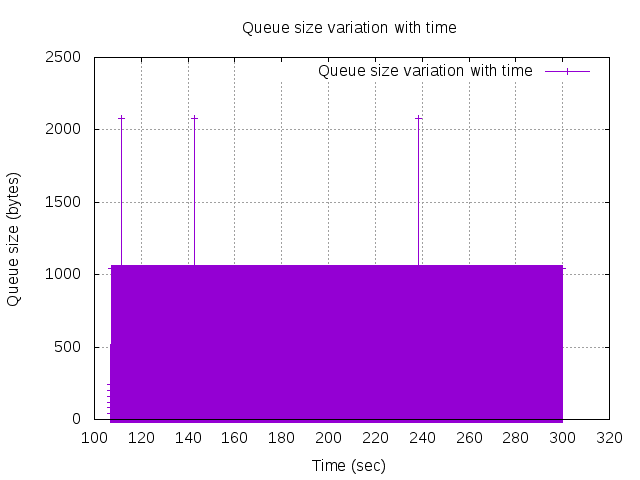 Queue size variation with time
Queue size variation with time
2500
2000
1500
1000
500
0
Queue size (bytes)
100 120 140 160 180 200 220 240 260 280 300 320
Time (sec)